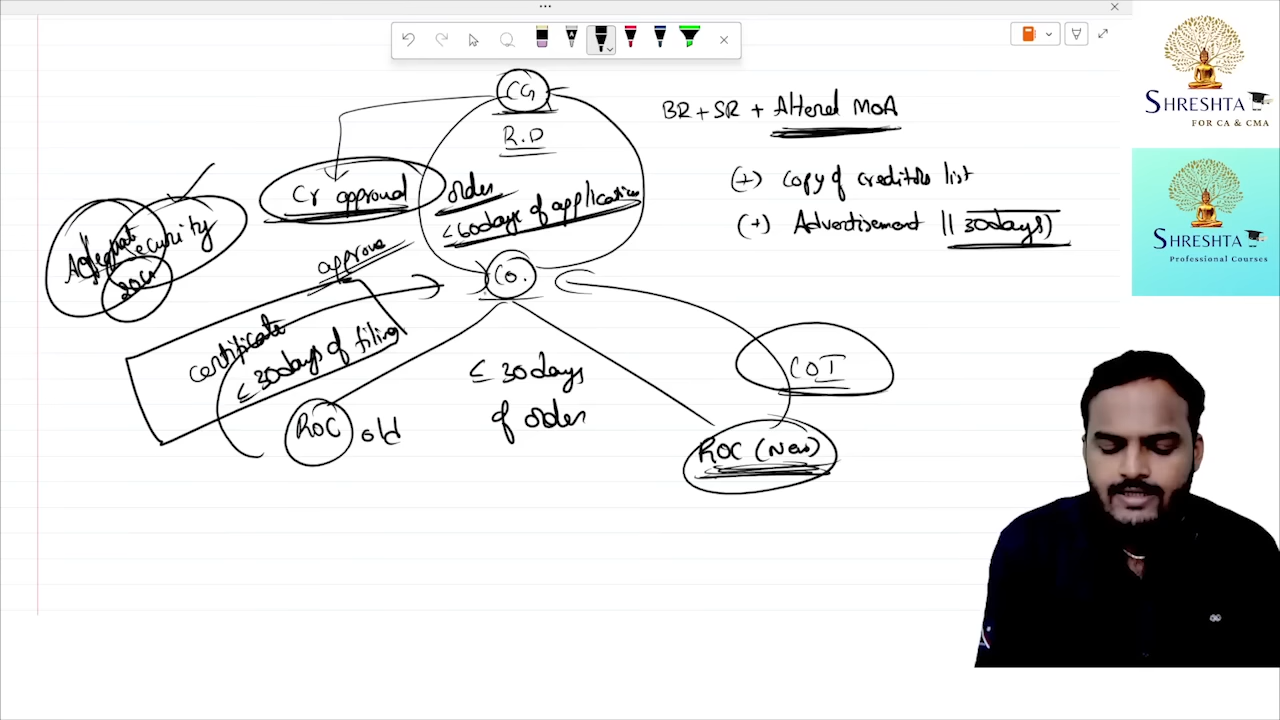 CG
R.D
BR + SR + Altered MOA
(+) copy of creditors list
(+) Advertisement || 30days)
Cr approval
order
≤ 60days of application
Adequate security
approve
CO.
certificate
≤ 30days of filing
ROC old
≤ 30days
of order
COI
ROC (New)
SHRESHTA
FOR CA & CMA
SHRESHTA
Professional Courses